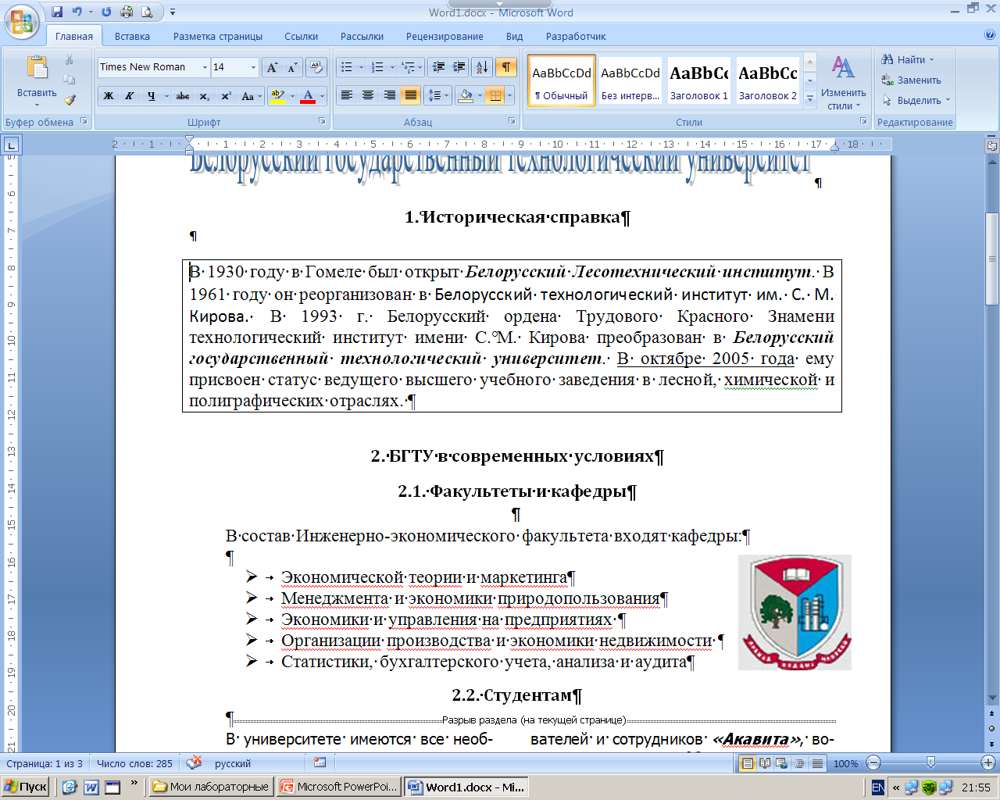 Word1.docx - Microsoft Word
Главная Вставка Разметка страницы Ссылки Рассылки Рецензирование Вид Разработчик
Times New Roman 14
AaBbCcDd AaBbCcDd AaBbCc AaBbCc
Вставить
Ж К Ч abc x₂ x² Aa ab A
¶ Обычный Без интерв... Заголовок 1 Заголовок 2
Изменить стили
Найти
Заменить
Выделить
Буфер обмена Шрифт Абзац Стили Редактирование
2 1 1 2 3 4 5 6 7 8 9 10 11 12 13 14 15 16 17 18
Белорусский государственный технологический университет
¶
1. Историческая справка¶
¶
В 1930 году в Гомеле был открыт Белорусский Лесотехнический институт. В
1961 году он реорганизован в Белорусский технологический институт им. С. М.
Кирова. В 1993 г. Белорусский ордена Трудового Красного Знамени
технологический институт имени С.°М. Кирова преобразован в Белорусский
государственный технологический университет. В октябре 2005 года ему
присвоен статус ведущего высшего учебного заведения в лесной, химической и
полиграфических отраслях. ¶
2. БГТУ в современных условиях¶
2.1. Факультеты и кафедры¶
¶
В состав Инженерно-экономического факультета входят кафедры:¶
¶
Экономической теории и маркетинга¶
Менеджмента и экономики природопользования¶
Экономики и управления на предприятиях ¶
Организации производства и экономики недвижимости ¶
Статистики, бухгалтерского учета, анализа и аудита¶
2.2. Студентам¶
¶ Разрыв раздела (на текущей странице)
В университете имеются все необ- вателей и сотрудников «Акавита», во-
Страница: 1 из 3 Число слов: 285 русский 100%
Пуск » Мои лабораторные Microsoft PowerPoi... Word1.docx - Mi... EN « 21:55